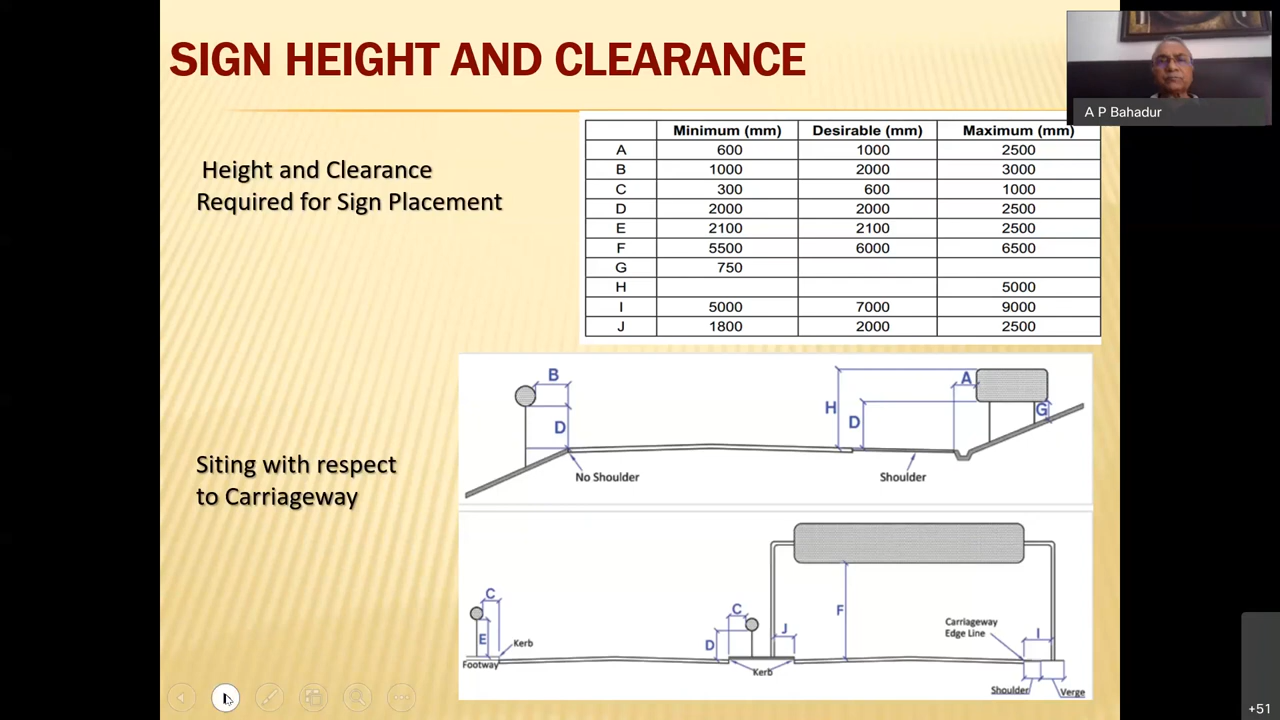 SIGN HEIGHT AND CLEARANCE
A P Bahadur
Height and Clearance
Required for Sign Placement
Minimum (mm) Desirable (mm) Maximum (mm)
A 600 1000 2500
B 1000 2000 3000
C 300 600 1000
D 2000 2000 2500
E 2100 2100 2500
F 5500 6000 6500
G 750
H 5000
I 5000 7000 9000
J 1800 2000 2500
Siting with respect
to Carriageway
B
D
No Shoulder
H
D
A
G
Shoulder
C
E
Kerb
Footway
C
D
J
Kerb
F
Carriageway
Edge Line
I
Shoulder
Verge
+51